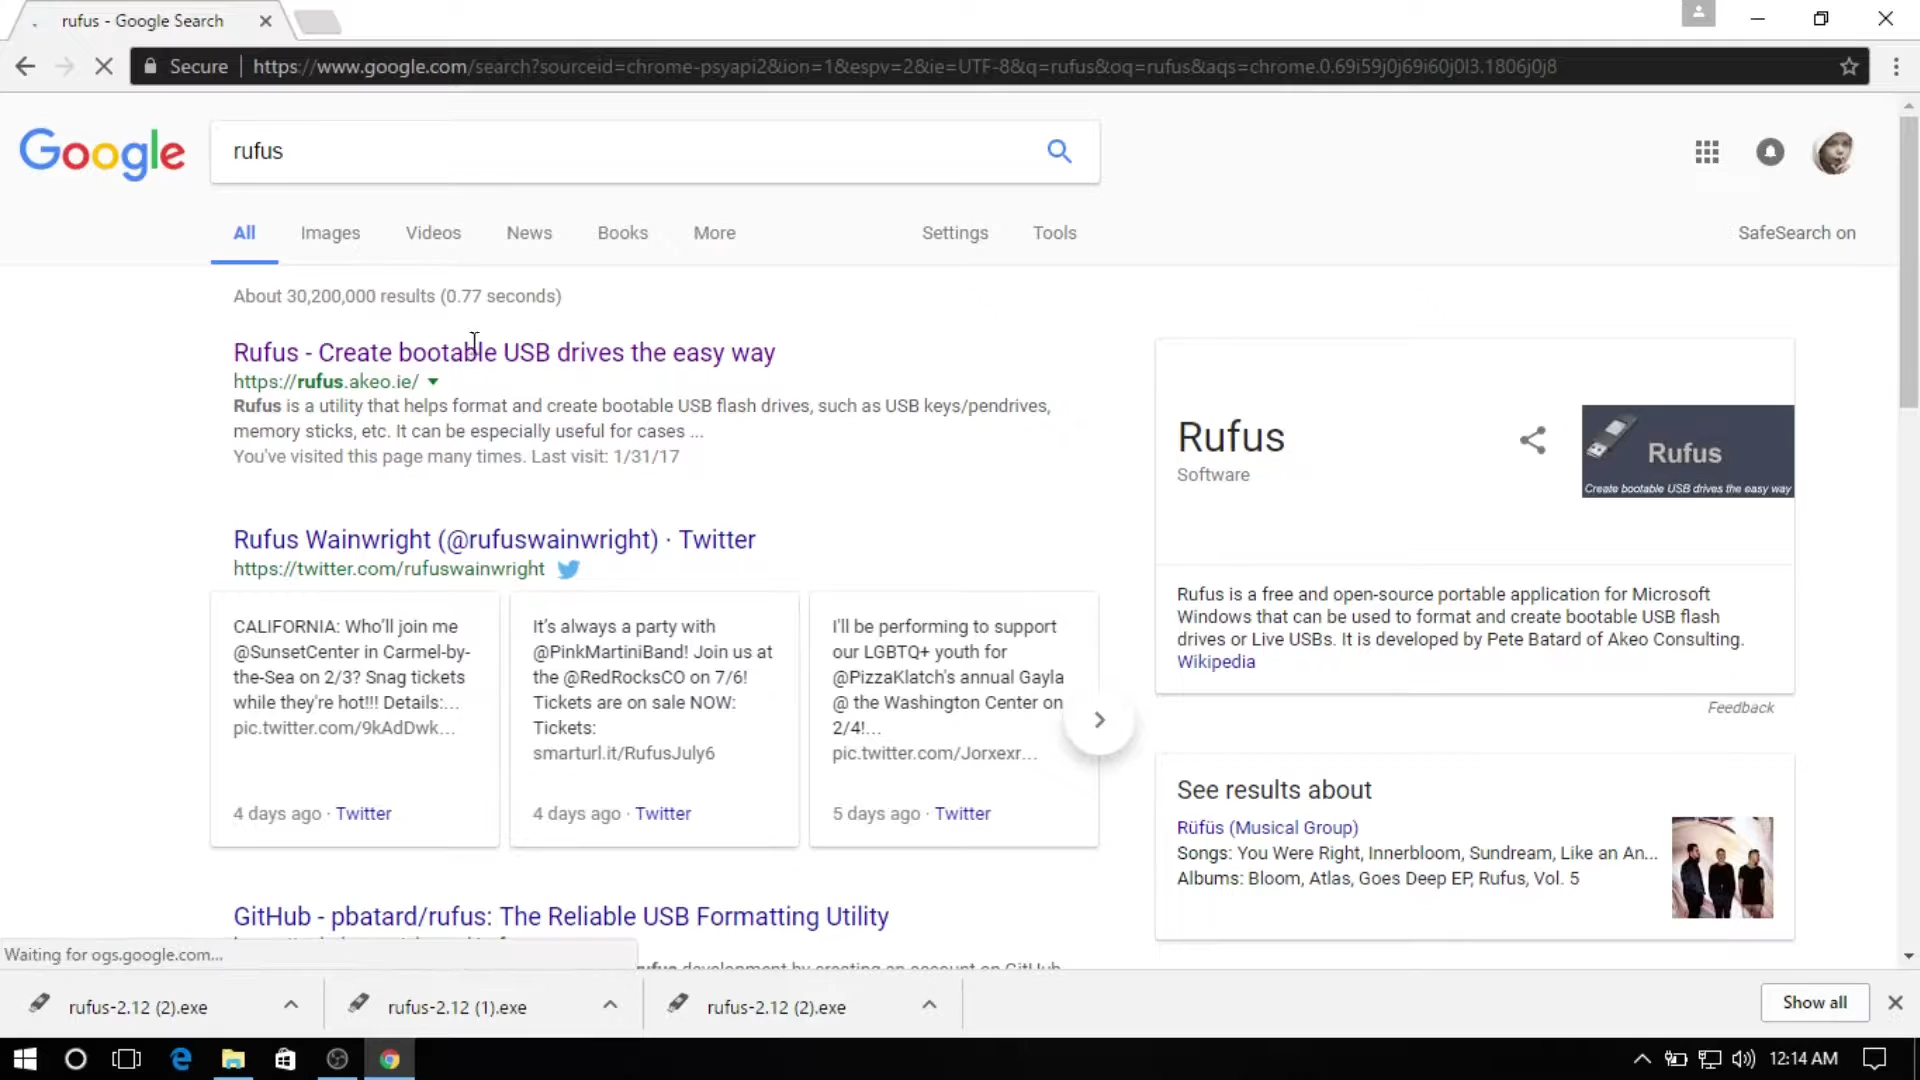 rufus - Google Search
Secure
https://www.google.com/search?sourceid=chrome-psyapi2&ion=1&espv=2&ie=UTF-8&q=rufus&oq=rufus&aqs=chrome.0.69i59j0j69i60j0l3.1806j0j8
Google
rufus
All Images Videos News Books More Settings Tools
SafeSearch on
About 30,200,000 results (0.77 seconds)
Rufus - Create bootable USB drives the easy way
https://rufus.akeo.ie/
Rufus is a utility that helps format and create bootable USB flash drives, such as USB keys/pendrives,
memory sticks, etc. It can be especially useful for cases ...
You've visited this page many times. Last visit: 1/31/17
Rufus Wainwright (@rufuswainwright) · Twitter
https://twitter.com/rufuswainwright
CALIFORNIA: Who'll join me
@SunsetCenter in Carmel-by-
the-Sea on 2/3? Snag tickets
while they're hot!!! Details:...
pic.twitter.com/9kAdDwk...
4 days ago · Twitter
It's always a party with
@PinkMartiniBand! Join us at
the @RedRocksCO on 7/6!
Tickets are on sale NOW:
Tickets:
smarturl.it/RufusJuly6
4 days ago · Twitter
I'll be performing to support
our LGBTQ+ youth for
@PizzaKlatch's annual Gayla
@ the Washington Center on
2/4!...
pic.twitter.com/Jorxexr...
5 days ago · Twitter
GitHub - pbatard/rufus: The Reliable USB Formatting Utility
rufus development by creating an account on GitHub
Rufus
Software
Rufus
Create bootable USB drives the easy way
Rufus is a free and open-source portable application for Microsoft
Windows that can be used to format and create bootable USB flash
drives or Live USBs. It is developed by Pete Batard of Akeo Consulting.
Wikipedia
Feedback
See results about
Rüfüs (Musical Group)
Songs: You Were Right, Innerbloom, Sundream, Like an An...
Albums: Bloom, Atlas, Goes Deep EP, Rufus, Vol. 5
Waiting for ogs.google.com...
rufus-2.12 (2).exe
rufus-2.12 (1).exe
rufus-2.12 (2).exe
Show all
12:14 AM